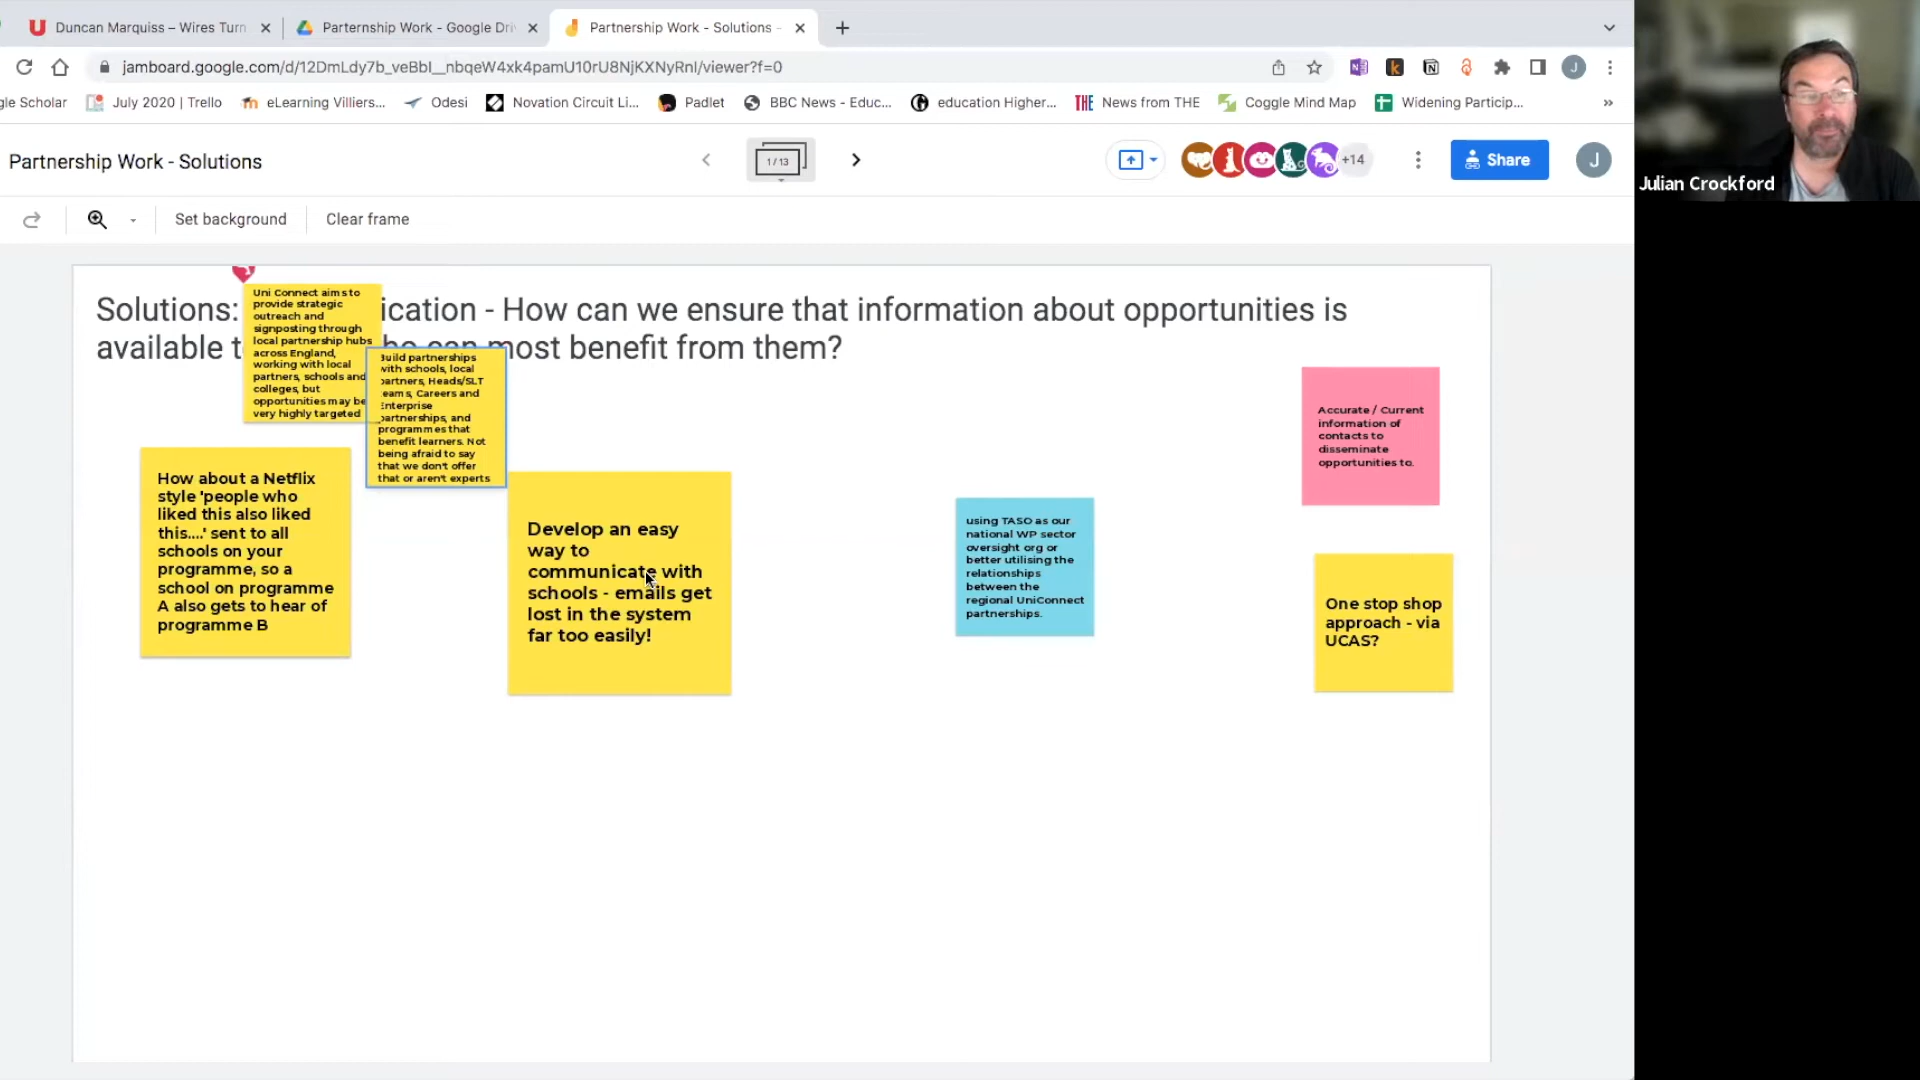 Duncan Marquiss – Wires Turn
Parternship Work - Google Dri
Partnership Work - Solutions -
jamboard.google.com/d/12DmLdy7b_veBbI__nbqeW4xk4pamU10rU8NjKXNyRnI/viewer?f=0
gle Scholar
July 2020 | Trello
eLearning Villiers...
Odesi
Novation Circuit Li...
Padlet
BBC News - Educ...
education Higher...
THE
News from THE
Coggle Mind Map
Widening Particip...
»
Partnership Work - Solutions
1 / 13
+14
Share
J
Set background
Clear frame
Julian Crockford
Solutions: ication - How can we ensure that information about opportunities is
available t ho can most benefit from them?
Uni Connect aims to
provide strategic
outreach and
signposting through
local partnership hubs
across England,
working with local
partners, schools and
colleges, but
opportunities may be
very highly targeted
Build partnerships
with schools, local
partners, Heads/SLT
teams, Careers and
Enterprise
partnerships, and
programmes that
benefit learners. Not
being afraid to say
that we don't offer
that or aren't experts
How about a Netflix
style 'people who
liked this also liked
this....' sent to all
schools on your
programme, so a
school on programme
A also gets to hear of
programme B
Develop an easy
way to
communicate with
schools - emails get
lost in the system
far too easily!
using TASO as our
national WP sector
oversight org or
better utilising the
relationships
between the
regional UniConnect
partnerships.
Accurate / Current
information of
contacts to
disseminate
opportunities to.
One stop shop
approach - via
UCAS?